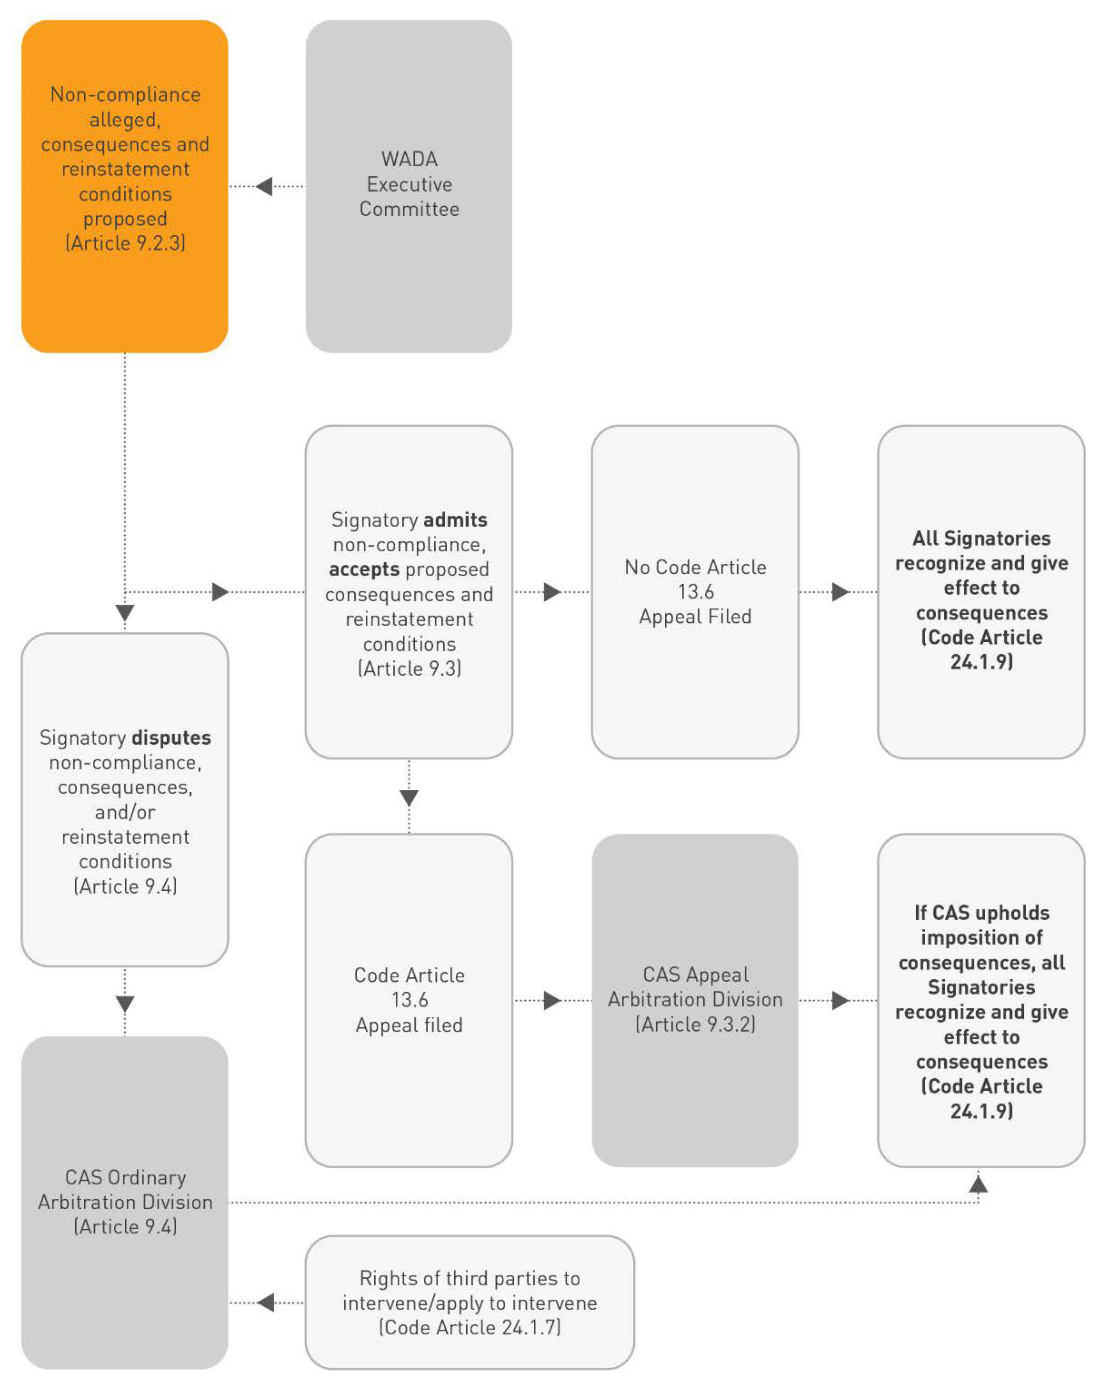 Non-compliance
alleged,
consequences and
reinstatement
conditions
proposed
(Article 9.2.3)
WADA
Executive
Committee
Signatory admits
non-compliance,
accepts proposed
consequences and
reinstatement
conditions
(Article 9.3)
No Code Article
13.6
Appeal Filed
All Signatories
recognize and give
effect to
consequences
(Code Article
24.1.9)
Signatory disputes
non-compliance,
consequences,
and/or
reinstatement
conditions
(Article 9.4)
Code Article
13.6
Appeal filed
CAS Appeal
Arbitration Division
(Article 9.3.2)
If CAS upholds
imposition of
consequences, all
Signatories
recognize and give
effect to
consequences
(Code Article
24.1.9)
CAS Ordinary
Arbitration Division
(Article 9.4)
Rights of third parties to
intervene/apply to intervene
(Code Article 24.1.7)